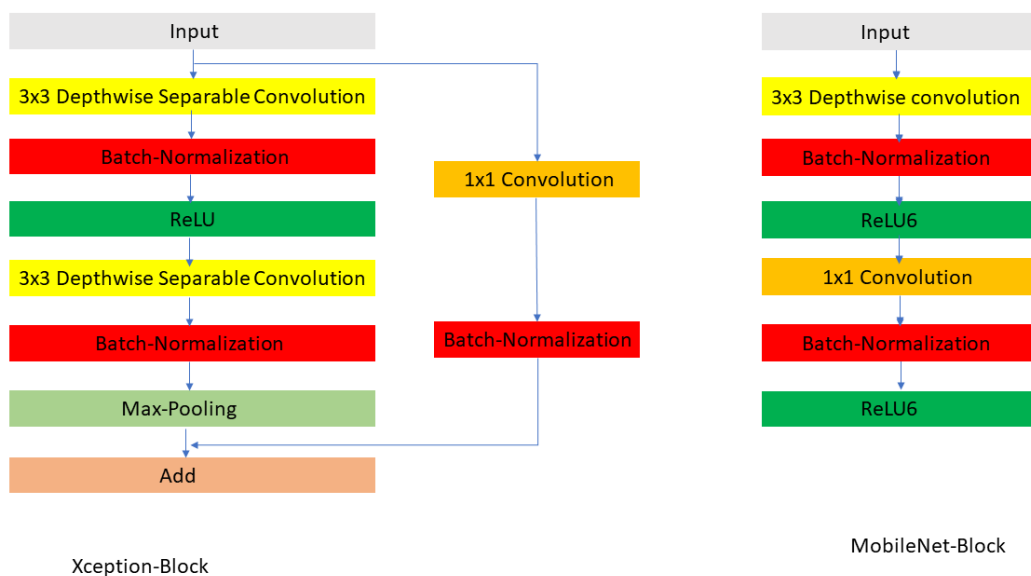 Input
3x3 Depthwise Separable Convolution
Batch-Normalization
ReLU
3x3 Depthwise Separable Convolution
Batch-Normalization
Max-Pooling
Add
1x1 Convolution
Batch-Normalization
Xception-Block
Input
3x3 Depthwise convolution
Batch-Normalization
ReLU6
1x1 Convolution
Batch-Normalization
ReLU6
MobileNet-Block